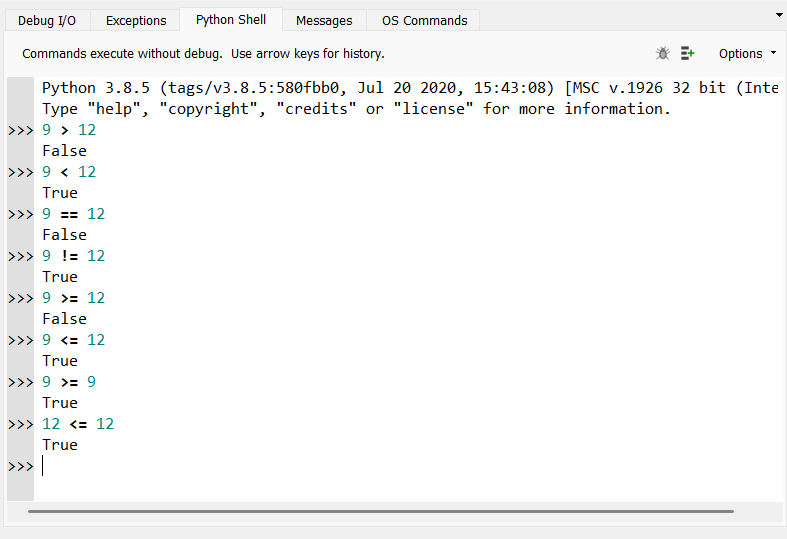 Debug I/O Exceptions Python Shell Messages OS Commands
Commands execute without debug. Use arrow keys for history. Options
Python 3.8.5 (tags/v3.8.5:580fbb0, Jul 20 2020, 15:43:08) [MSC v.1926 32 bit (Inte
Type "help", "copyright", "credits" or "license" for more information.
>>> 9 > 12
False
>>> 9 < 12
True
>>> 9 == 12
False
>>> 9 != 12
True
>>> 9 >= 12
False
>>> 9 <= 12
True
>>> 9 >= 9
True
>>> 12 <= 12
True
>>>